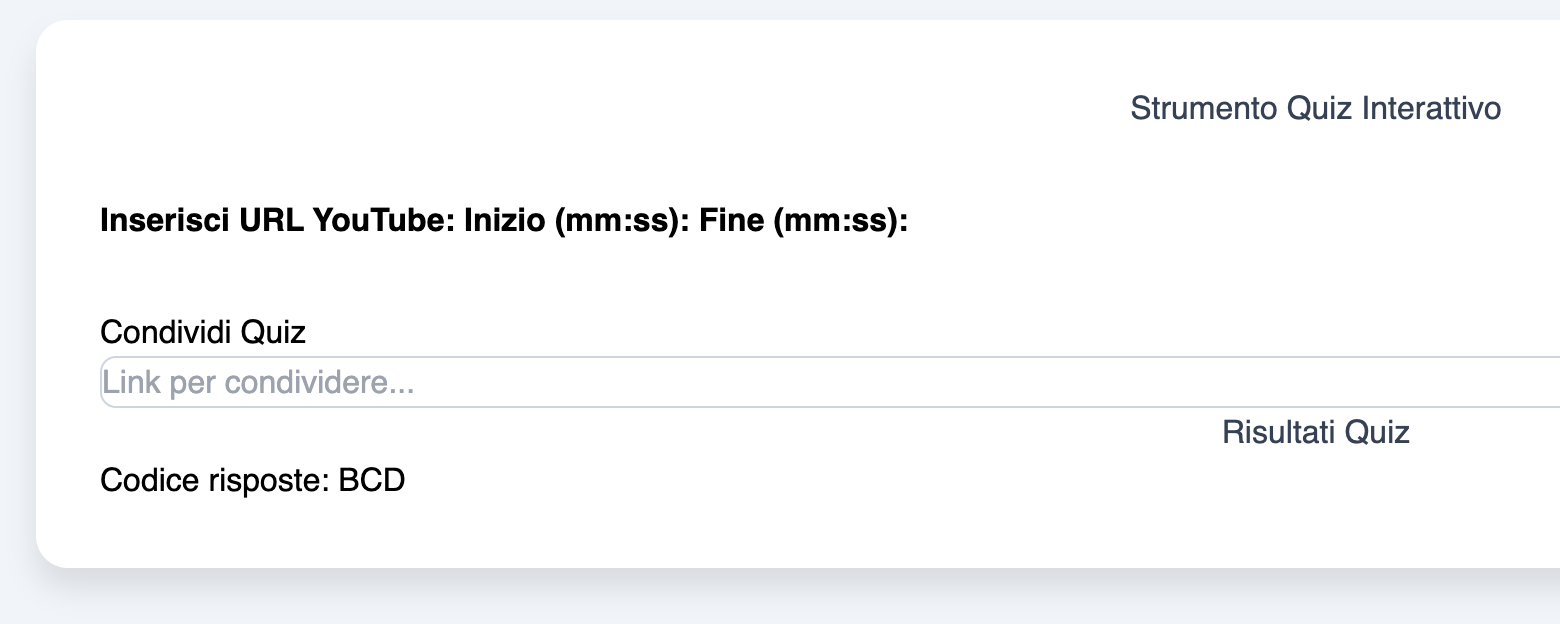 Strumento Quiz Interattivo
Inserisci URL YouTube: Inizio (mm:ss): Fine (mm:ss):
Condividi Quiz
Link per condividere...
Risultati Quiz
Codice risposte: BCD